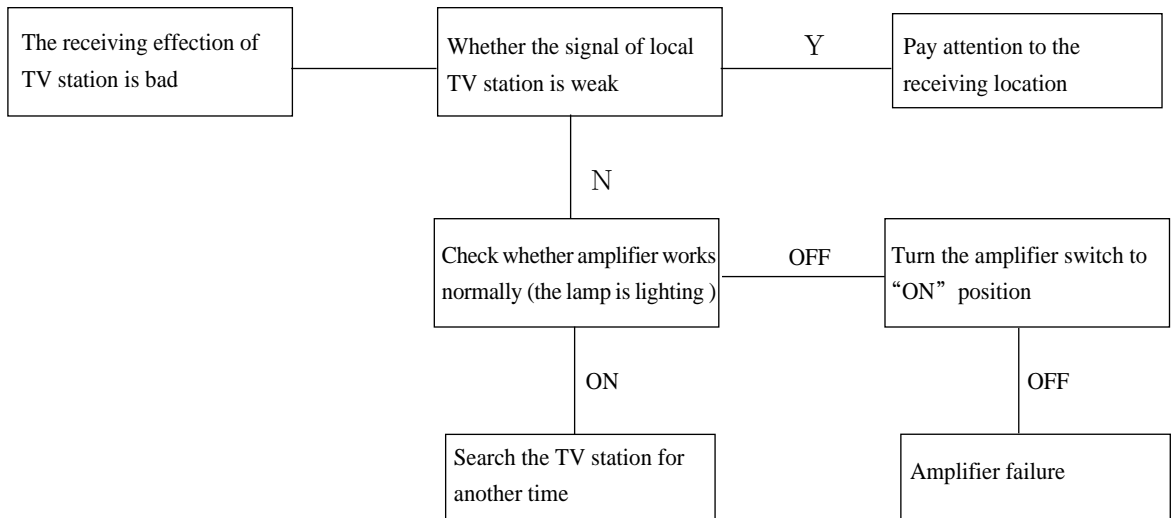 The receiving effection of
TV station is bad
Whether the signal of local
TV station is weak
Y
Pay attention to the
receiving location
N
Check whether amplifier works
normally (the lamp is lighting )
OFF
Turn the amplifier switch to
“ON” position
ON
OFF
Search the TV station for
another time
Amplifier failure